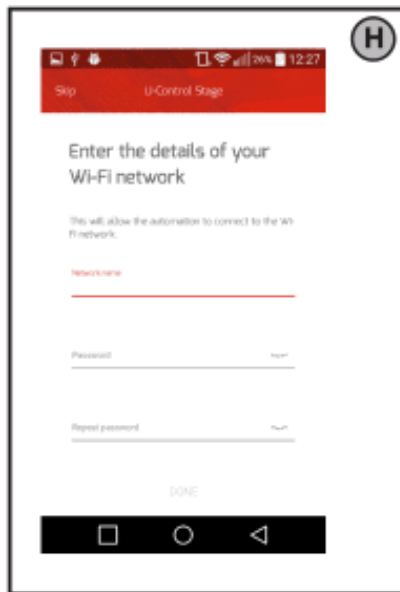 H
26% 12:27
Skip U-Control Stage
Enter the details of your
Wi-Fi network
This will allow the automation to connect to the Wi-
Fi network.
Network name
Password
Repeat password
DONE